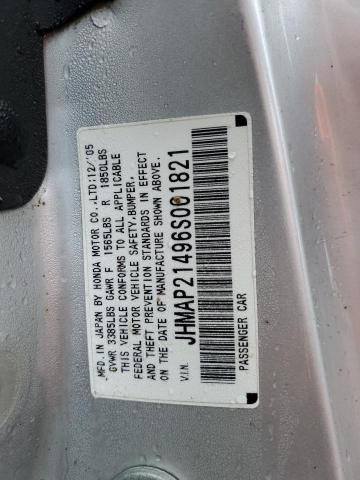 MFD. IN JAPAN BY HONDA MOTOR CO.,LTD:12/'05
GVWR 3385LBS GAWR F 1565LBS R 1850LBS
THIS VEHICLE CONFORMS TO ALL APPLICABLE
FEDERAL MOTOR VEHICLE SAFETY,BUMPER,
AND THEFT PREVENTION STANDARDS IN EFFECT
ON THE DATE OF MANUFACTURE SHOWN ABOVE.
JHMAP21496S001821
V.I.N.
PASSENGER CAR